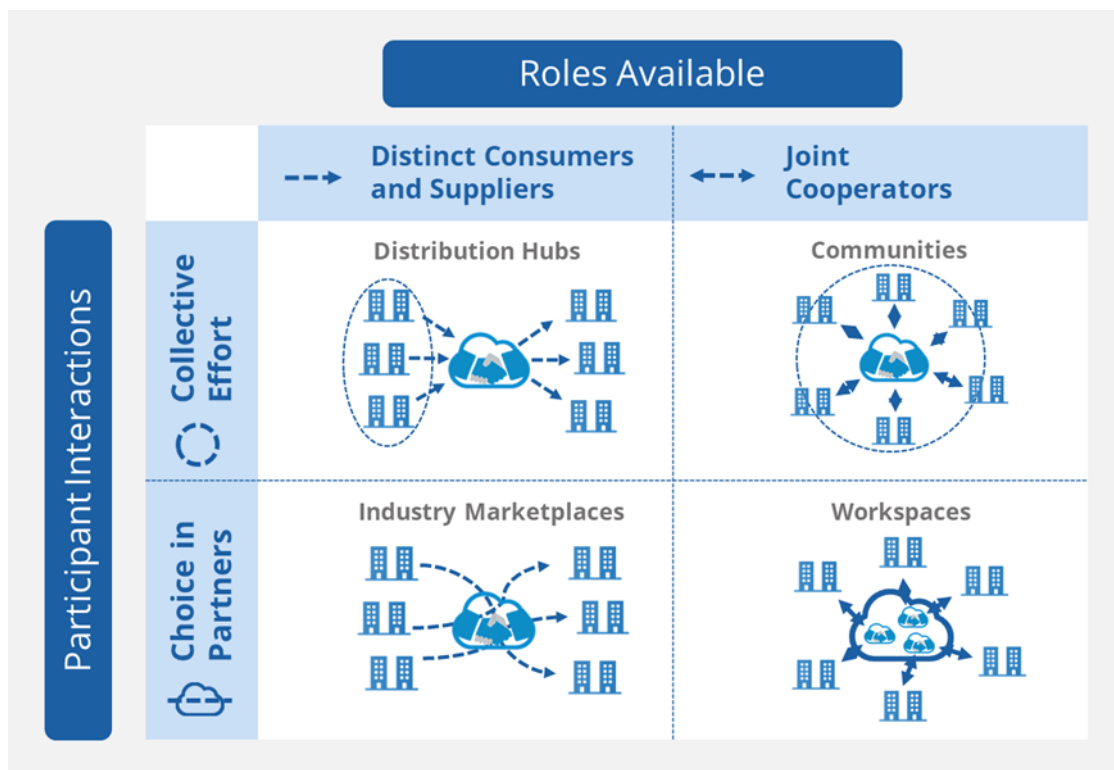 Roles Available
Distinct Consumers
and Suppliers
Joint
Cooperators
Participant Interactions
Collective
Effort
Distribution Hubs
Communities
Choice in
Partners
Industry Marketplaces
Workspaces